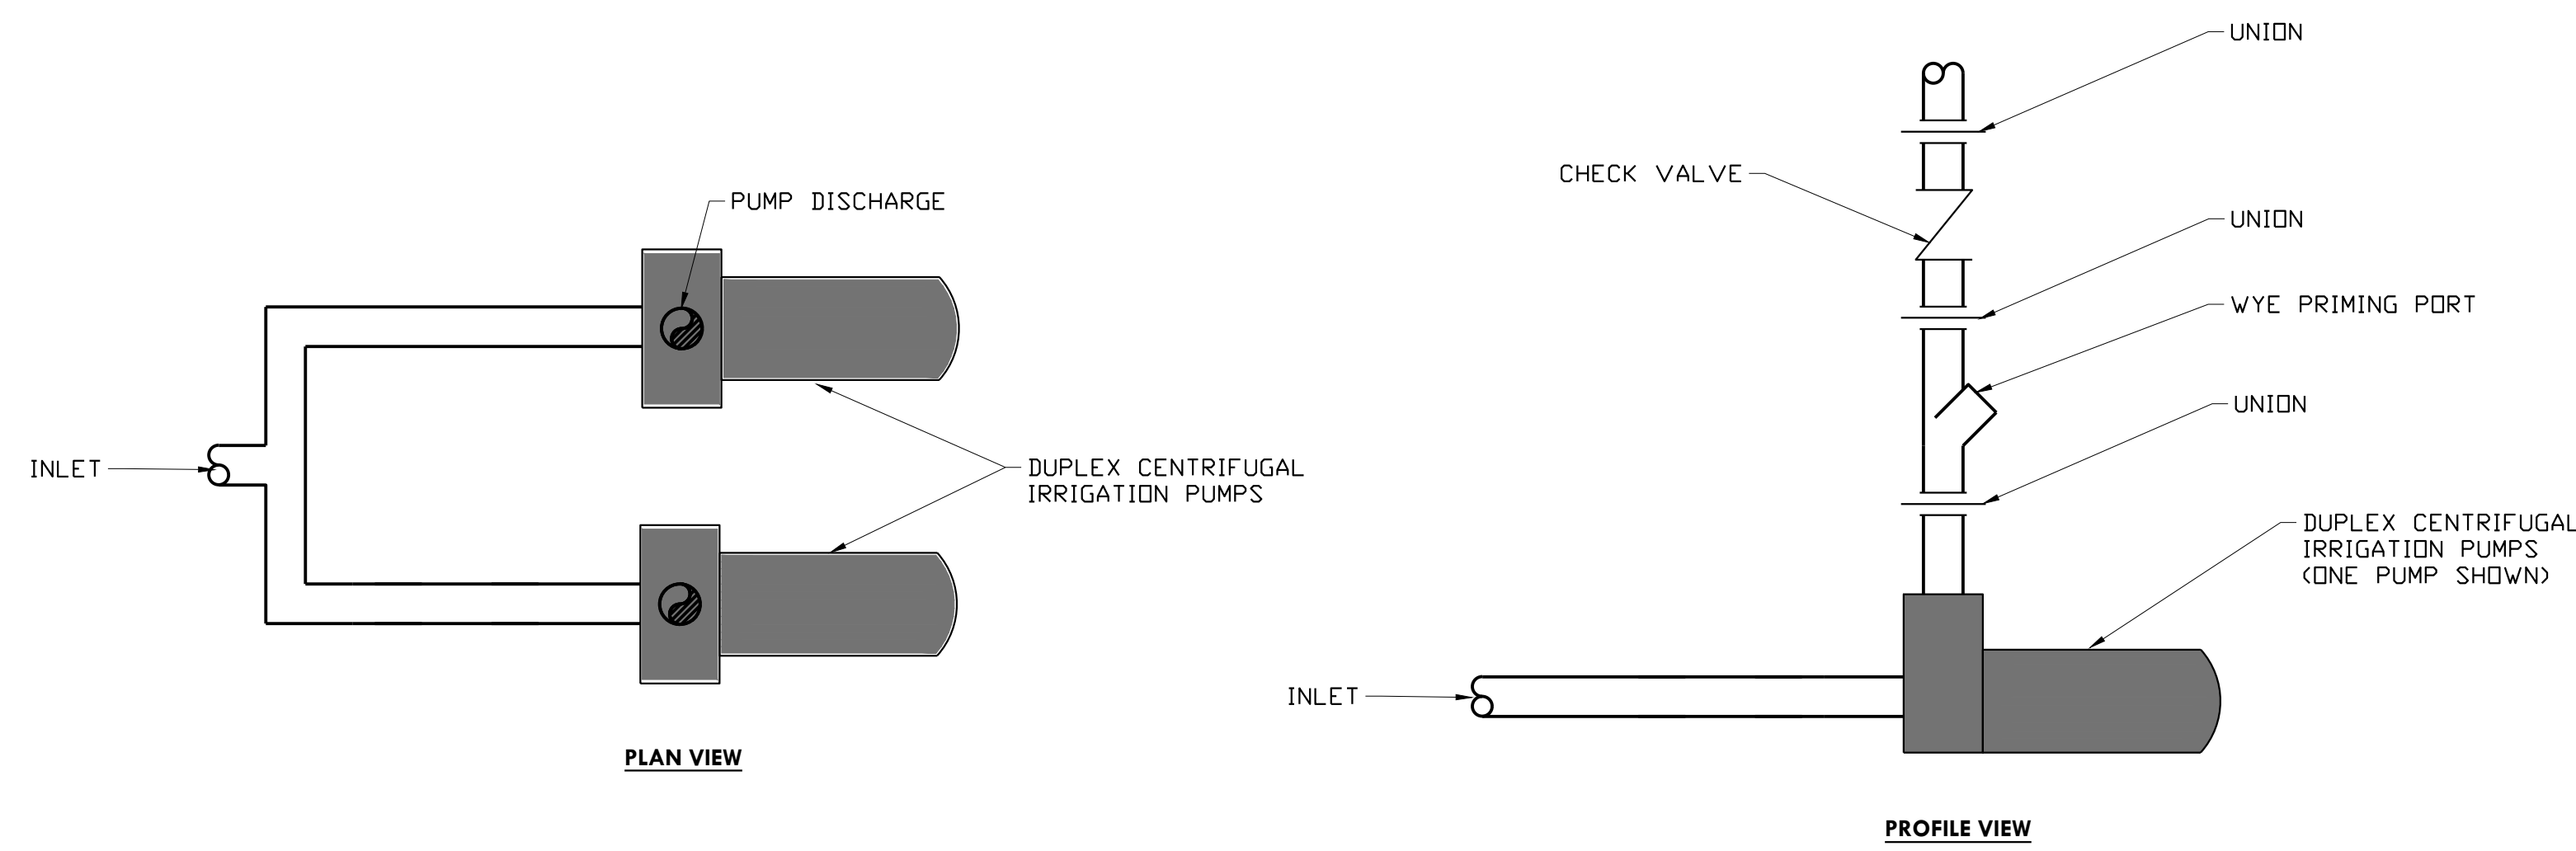 PUMP DISCHARGE
INLET
DUPLEX CENTRIFUGAL
IRRIGATION PUMPS
PLAN VIEW
UNION
CHECK VALVE
UNION
WYE PRIMING PORT
UNION
DUPLEX CENTRIFUGAL
IRRIGATION PUMPS
(ONE PUMP SHOWN)
INLET
PROFILE VIEW